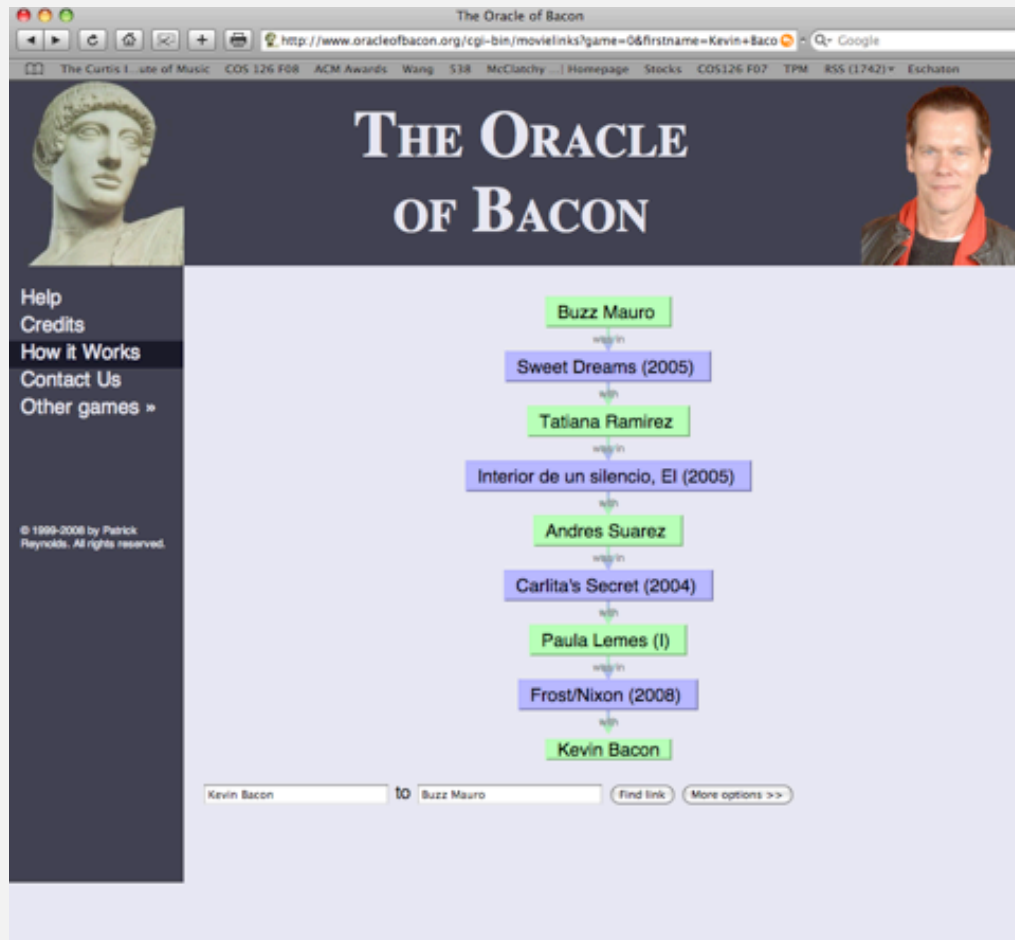 The Oracle of Bacon
http://www.oracleofbacon.org/cgi-bin/movielinks?game=0&firstname=Kevin+Baco
Google
The Curtis I...ute of Music COS 126 F08 ACM Awards Wang 538 McClatchy ...| Homepage Stocks COS126 F07 TPM RSS (1742) Eschaton
THE ORACLE
OF BACON
Help
Credits
How it Works
Contact Us
Other games »
© 1999-2008 by Patrick
Reynolds. All rights reserved.
Buzz Mauro
was in
Sweet Dreams (2005)
with
Tatiana Ramirez
was in
Interior de un silencio, El (2005)
with
Andres Suarez
was in
Carlita's Secret (2004)
with
Paula Lemes (I)
was in
Frost/Nixon (2008)
with
Kevin Bacon
Kevin Bacon to Buzz Mauro Find link More options >>